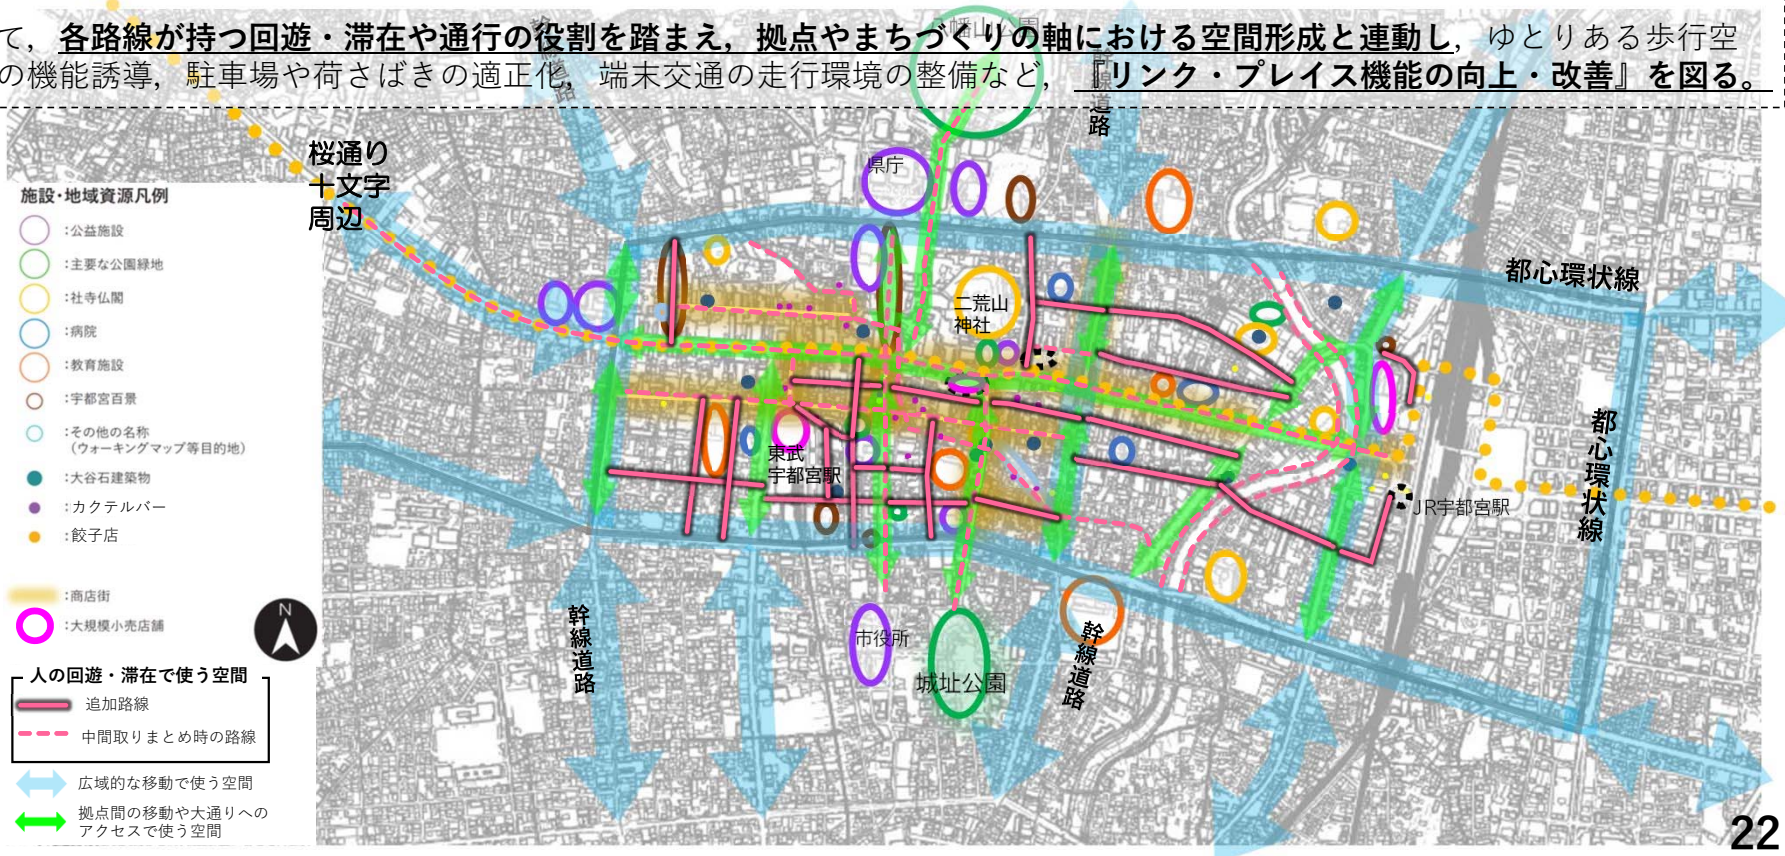 て，各路線が持つ回遊・滞在や通行の役割を踏まえ，拠点やまちづくりの軸における空間形成と連動し，ゆとりある歩行空
の機能誘導，駐車場や荷さばきの適正化，端末交通の走行環境の整備など，『リンク・プレイス機能の向上・改善』を図る。
八幡山公園
幹線道路
幹線道路
桜通り
十文字
周辺
県庁
施設・地域資源凡例
：公益施設
：主要な公園緑地
：社寺仏閣
：病院
：教育施設
：宇都宮百景
：その他の名称
（ウォーキングマップ等目的地）
：大谷石建築物
：カクテルバー
：餃子店
：商店街
：大規模小売店舗
人の回遊・滞在で使う空間
追加路線
中間取りまとめ時の路線
広域的な移動で使う空間
拠点間の移動や大通りへの
アクセスで使う空間
N
都心環状線
二荒山
神社
東武
宇都宮駅
都心環状線
JR宇都宮駅
幹線道路
市役所
城址公園
幹線道路
22